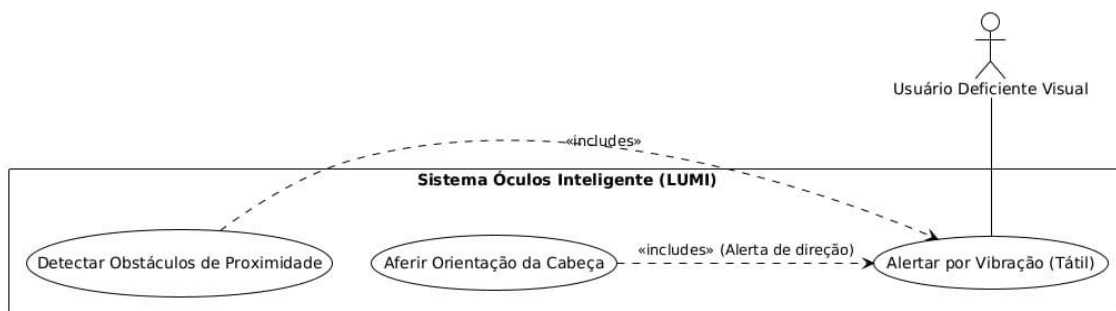 Usuário Deficiente Visual
«includes»
Sistema Óculos Inteligente (LUMI)
«includes» (Alerta de direção)
Detectar Obstáculos de Proximidade
Aferir Orientação da Cabeça
Alertar por Vibração (Tátil)